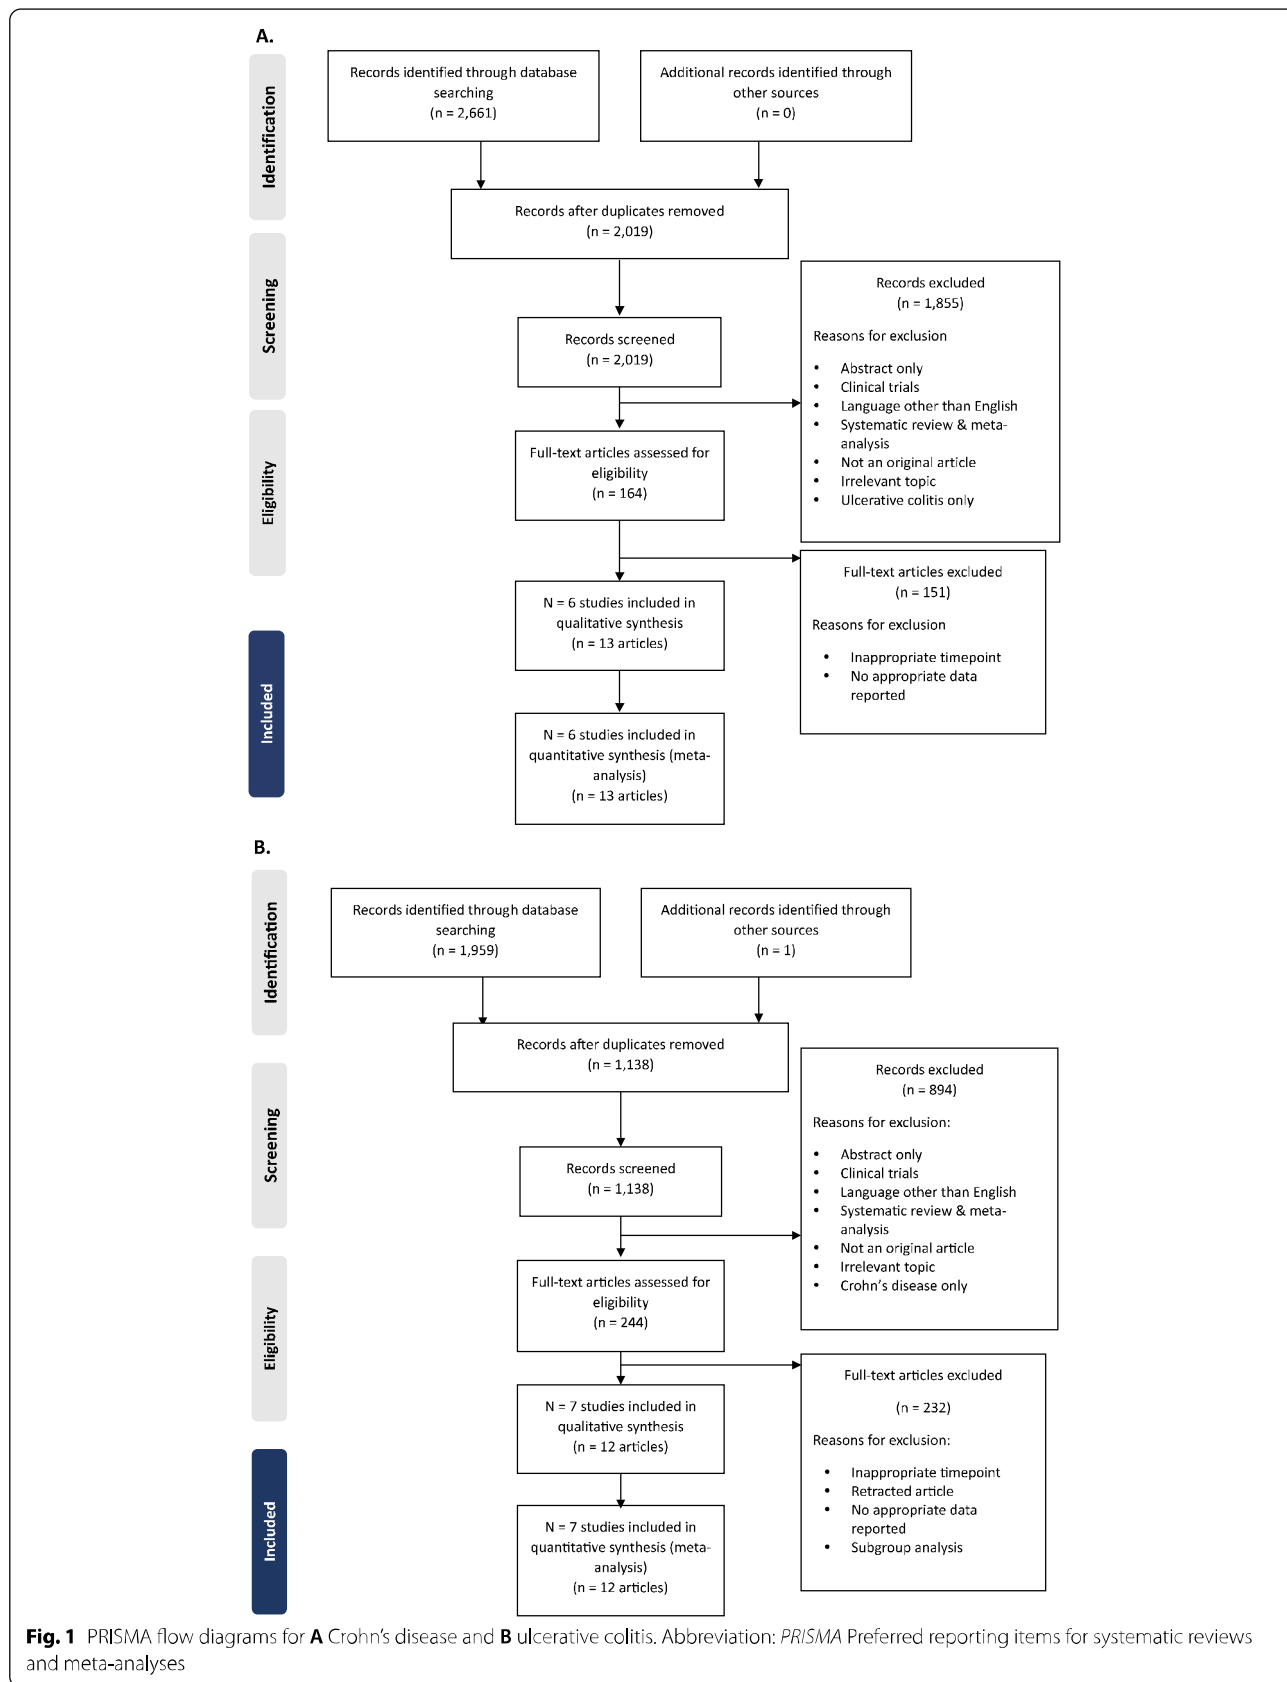 A.
Identification
Records identified through database
searching
(n = 2,661)
Additional records identified through
other sources
(n = 0)
Records after duplicates removed
(n = 2,019)
Screening
Records screened
(n = 2,019)
Records excluded
(n = 1,855)
Reasons for exclusion
• Abstract only
• Clinical trials
• Language other than English
• Systematic review & meta-
analysis
• Not an original article
• Irrelevant topic
• Ulcerative colitis only
Eligibility
Full-text articles assessed for
eligibility
(n = 164)
Full-text articles excluded
(n = 151)
Reasons for exclusion
• Inappropriate timepoint
• No appropriate data
reported
Included
N = 6 studies included in
qualitative synthesis
(n = 13 articles)
N = 6 studies included in
quantitative synthesis (meta-
analysis)
(n = 13 articles)
B.
Identification
Records identified through database
searching
(n = 1,959)
Additional records identified through
other sources
(n = 1)
Records after duplicates removed
(n = 1,138)
Screening
Records screened
(n = 1,138)
Records excluded
(n = 894)
Reasons for exclusion:
• Abstract only
• Clinical trials
• Language other than English
• Systematic review & meta-
analysis
• Not an original article
• Irrelevant topic
• Crohn's disease only
Eligibility
Full-text articles assessed for
eligibility
(n = 244)
Full-text articles excluded
(n = 232)
Reasons for exclusion:
• Inappropriate timepoint
• Retracted article
• No appropriate data
reported
• Subgroup analysis
Included
N = 7 studies included in
qualitative synthesis
(n = 12 articles)
N = 7 studies included in
quantitative synthesis (meta-
analysis)
(n = 12 articles)
Fig. 1 PRISMA flow diagrams for A Crohn's disease and B ulcerative colitis. Abbreviation: PRISMA Preferred reporting items for systematic reviews
and meta-analyses